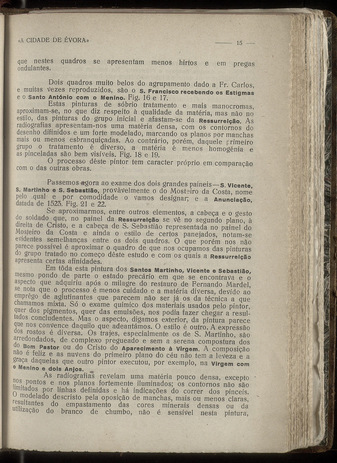 «A CIDADE DE ÉVORA»
— 15 —
que nestes quadros se apresentam menos hirtos e em pregas
ondulantes.
Dois quadros muito belos do agrupamento dado a Fr. Carlos,
e muitas vezes reproduzidos, são o S. Francisco recebendo os Estigmas
e o Santo António com o Menino. Fig. 16 e 17.
Estas pinturas de sóbrio tratamento e mais monocromas,
aproximam-se, no que diz respeito à qualidade da matéria, mas não no
estilo, das pinturas do grupo inicial e afastam-se da Ressurreição. As
radiografias apresentam-nos uma matéria densa, com os contornos do
desenho difinidos e um forte modelado, marcando os planos por manchas
mais ou menos esbranquiçadas. Ao contrário, porém, daquele primeiro
grupo o tratamento é diverso, a matéria é menos homogénia e
as pinceladas são bem visíveis. Fig. 18 e 19.
O processo dêste pintor tem carácter próprio em comparação
com o das outras obras.
Passemos agora ao exame dos dois grandes paineis — S. Vicente,
S. Martinho e S. Sebastião, provàvelmente o do Mosteiro da Costa, nome
pelo qual e por comodidade o vamos designar; e a Anunciação,
datada de 1523. Fig. 21 e 22.
Se aproximarmos, entre outros elementos, a cabeça e o gesto
do soldado que, no painel da Ressurreição se vê no segundo plano, à
direita de Cristo, e a cabeça de S. Sebastião representada no painel do
Mosteiro da Costa e ainda o estilo de certos panejados, notam-se
evidentes semelhanças entre os dois quadros. O que porém nos não
parece possível é aproximar o quadro de que nos ocupamos das pinturas
do grupo tratado no começo dêste estudo e com os quais a Ressurreição
apresenta certas afinidades.
Em tôda esta pintura dos Santos Martinho, Vicente e Sebastião,
mesmo pondo de parte o estado precário em que se encontrava e o
aspecto que adquiriu após o milagre do restauro de Fernando Mardel,
se nota que o processo é menos cuidado e a matéria diversa, devido ao
emprêgo de aglutinantes que parecem não ser já os da técnica a que
chamamos mixta. Só o exame químico dos materiais usados pelo pintor,
quer dos pigmentos, quer das emulsões, nos podia fazer chegar a resul-
tados concludentes. Mas o aspecto, digamos exterior, da pintura parece
que nos convence daquilo que adeantámos. O estilo é outro. A expressão
dos rostos é diversa. Os trajes, especialmente os de S. Martinho, são
arredondados, de complexo pregueado e sem a serena compostura dos
do Bom Pastor ou do Cristo do Aparecimento à Virgem. A composição
não é feliz e as nuvens do primeiro plano do céu não tem a leveza e a
graça daquelas que outro pintor executou, por exemplo, na Virgem com
o Menino e dois Anjos.
As radiografias revelam uma matéria pouco densa, excepto
nos pontos e nos planos fortemente iluminados; os contornos não são
limitados por linhas definidas e há indicações do correr dos pinceis.
O modelado descristo pela oposição de manchas, mais ou menos claras,
resultantes do empastamento das cores minerais densas ou da
utilização do branco de chumbo, não é sensível nesta pintura,